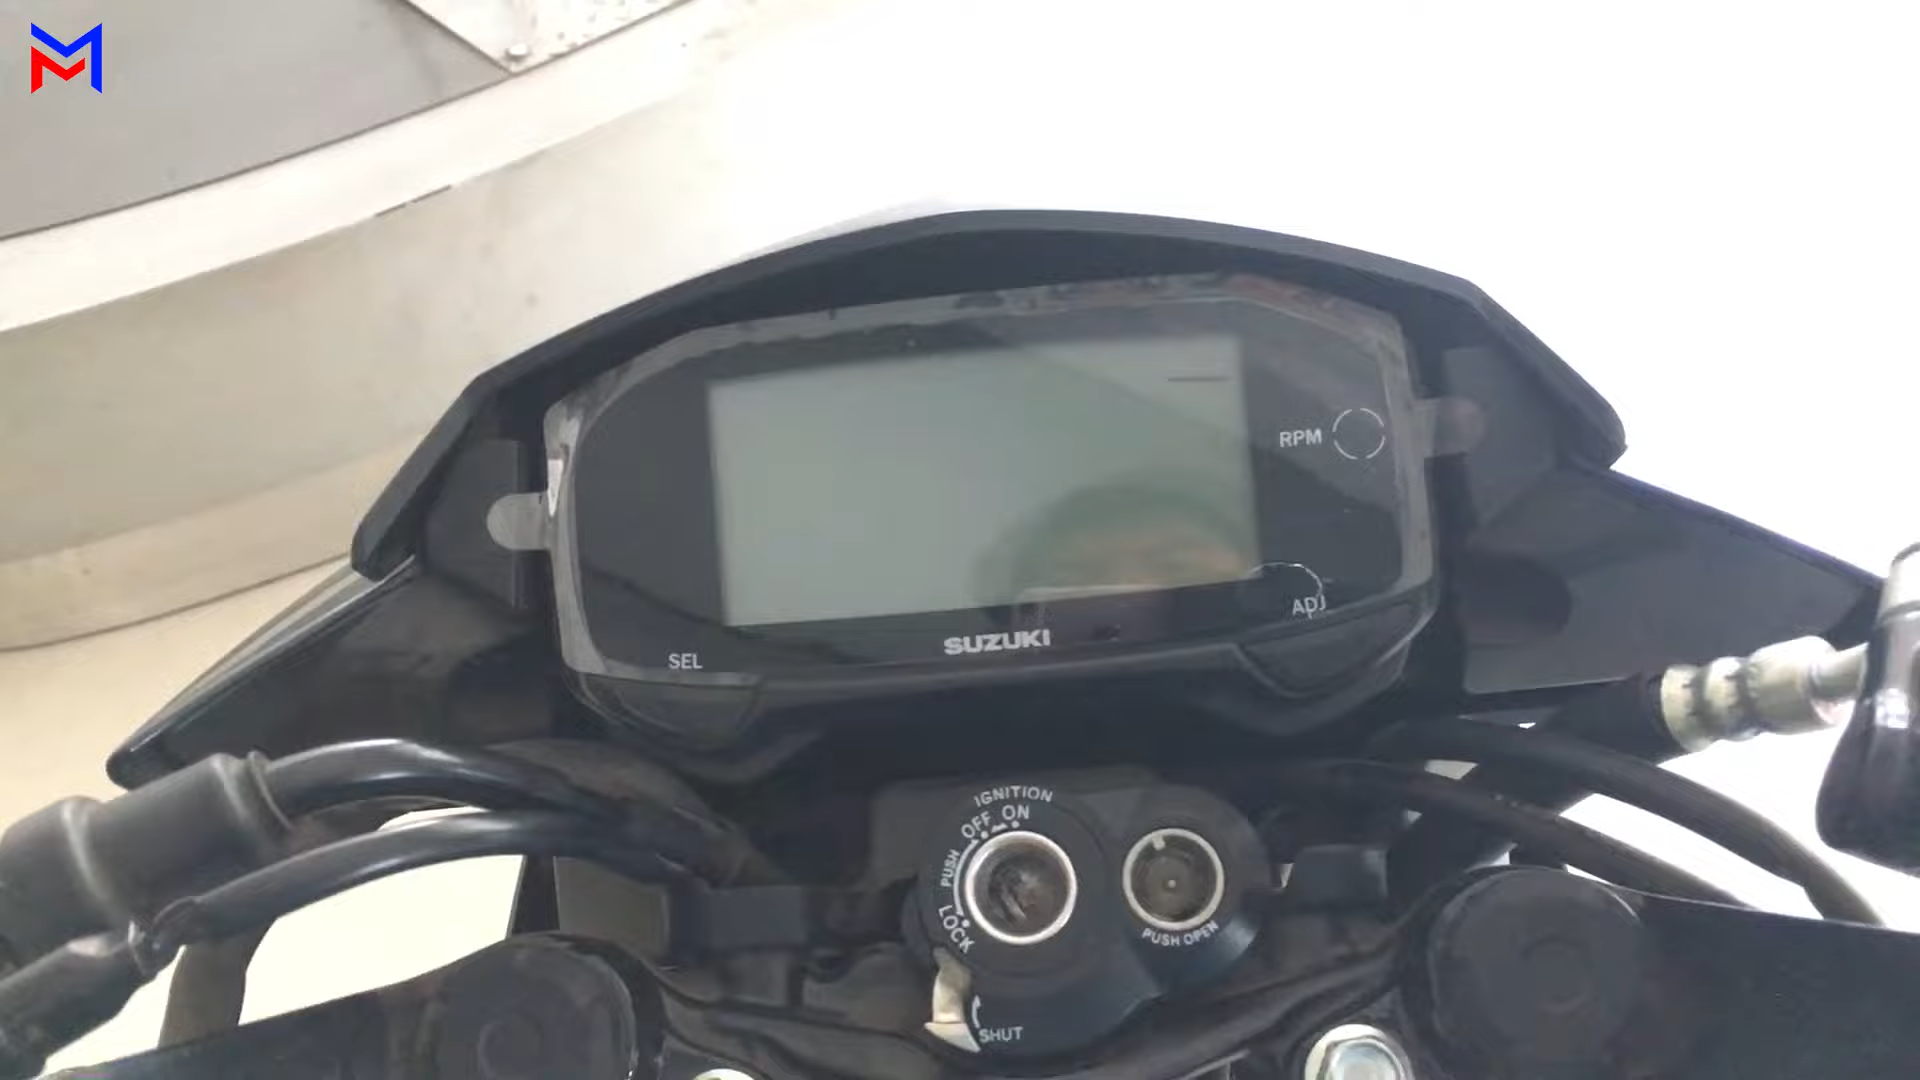 RPM
ADJ
SEL
SUZUKI
IGNITION
OFF ON
PUSH
LOCK
PUSH OPEN
SHUT